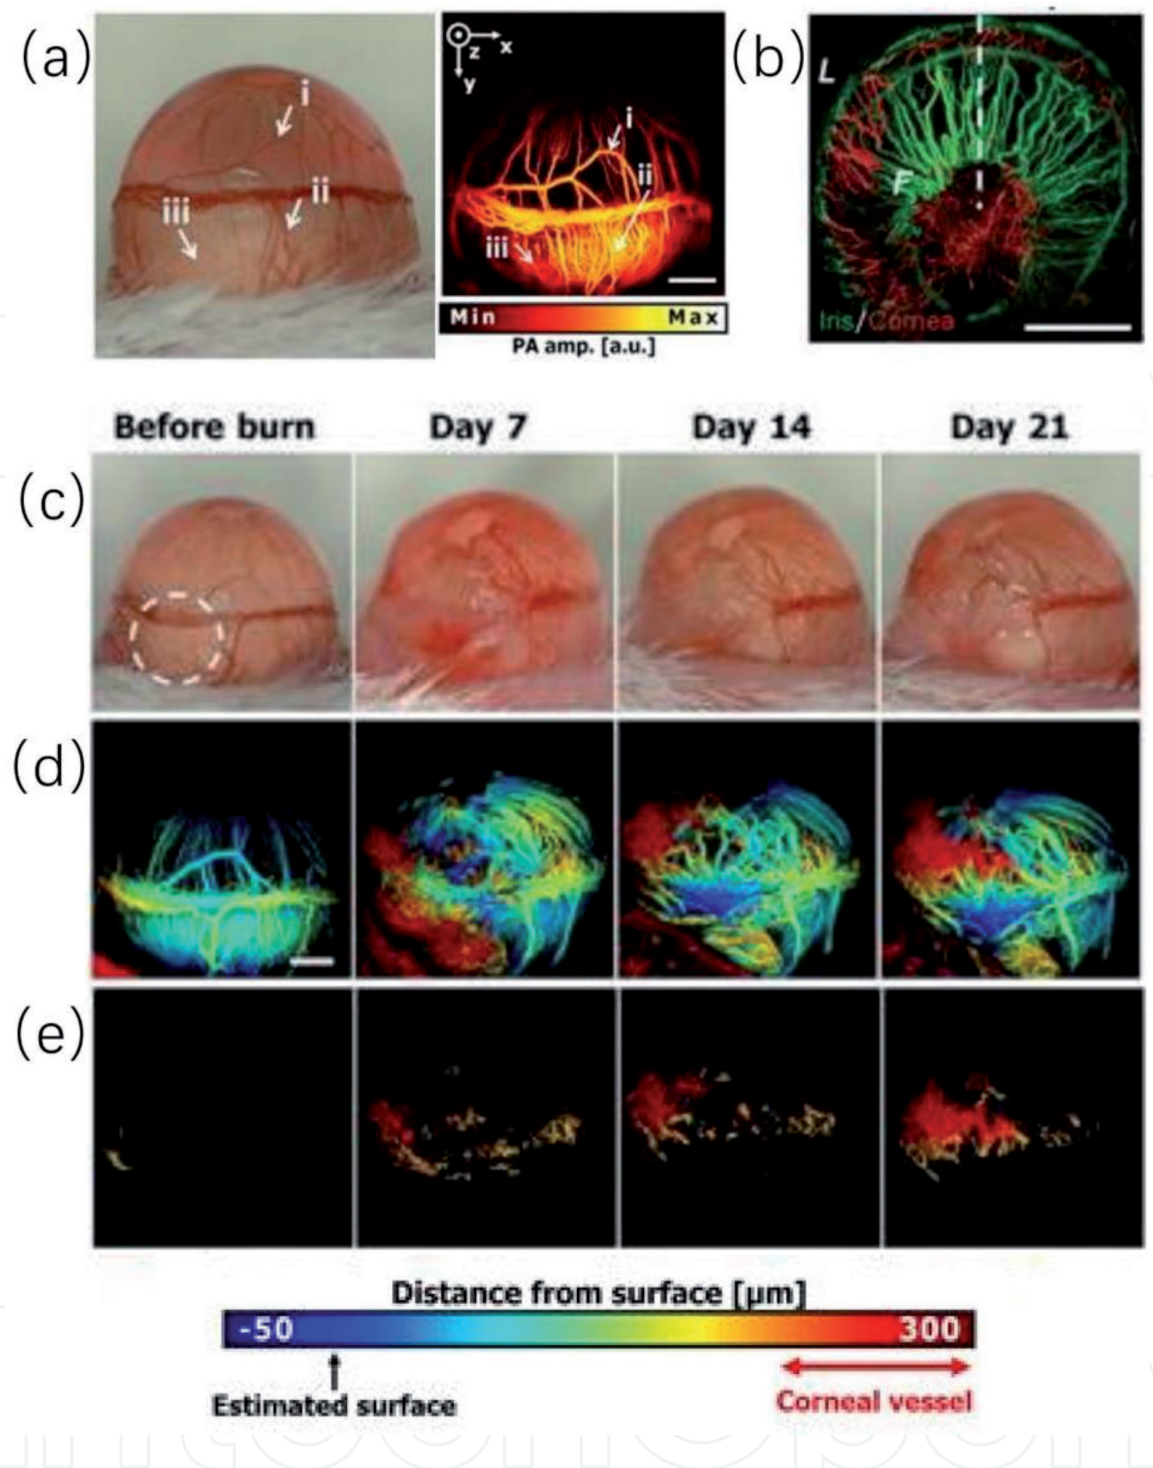 (a)
i
ii
iii
z x
y
i
ii
iii
Min Max
PA amp. [a.u.]
(b)
L
F
I
Iris/Cornea
Before burn Day 7 Day 14 Day 21
(c)
(d)
(e)
Distance from surface [µm]
-50 300
Estimated surface
Corneal vessel